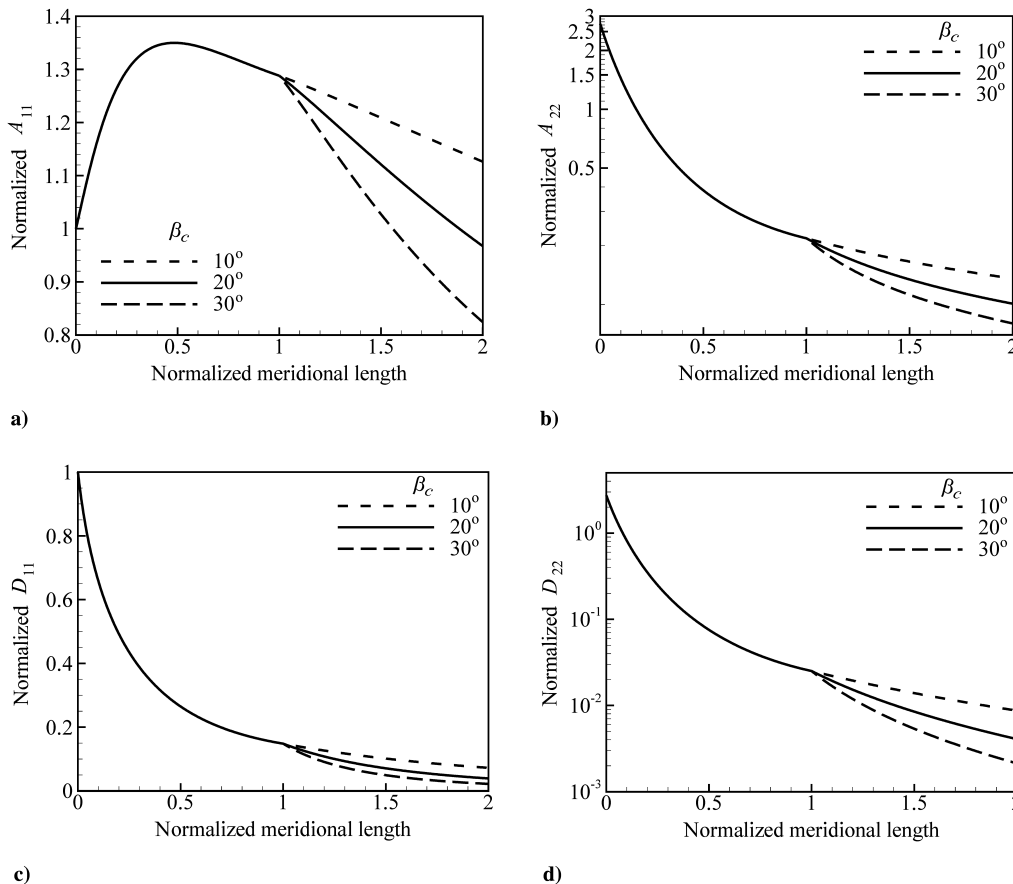 1.4
1.3
1.2
1.1
1
0.9
0.8
Normalized A11
βc
10o
20o
30o
0
0.5
1
1.5
2
Normalized meridional length
a)
3
2.5
2
1.5
1
0.5
Normalized A22
βc
10o
20o
30o
0
0.5
1
1.5
2
Normalized meridional length
b)
1
0.8
0.6
0.4
0.2
0
Normalized D11
βc
10o
20o
30o
0
0.5
1
1.5
2
Normalized meridional length
c)
10^0
10^-1
10^-2
10^-3
Normalized D22
βc
10o
20o
30o
0
0.5
1
1.5
Normalized meridional length
d)